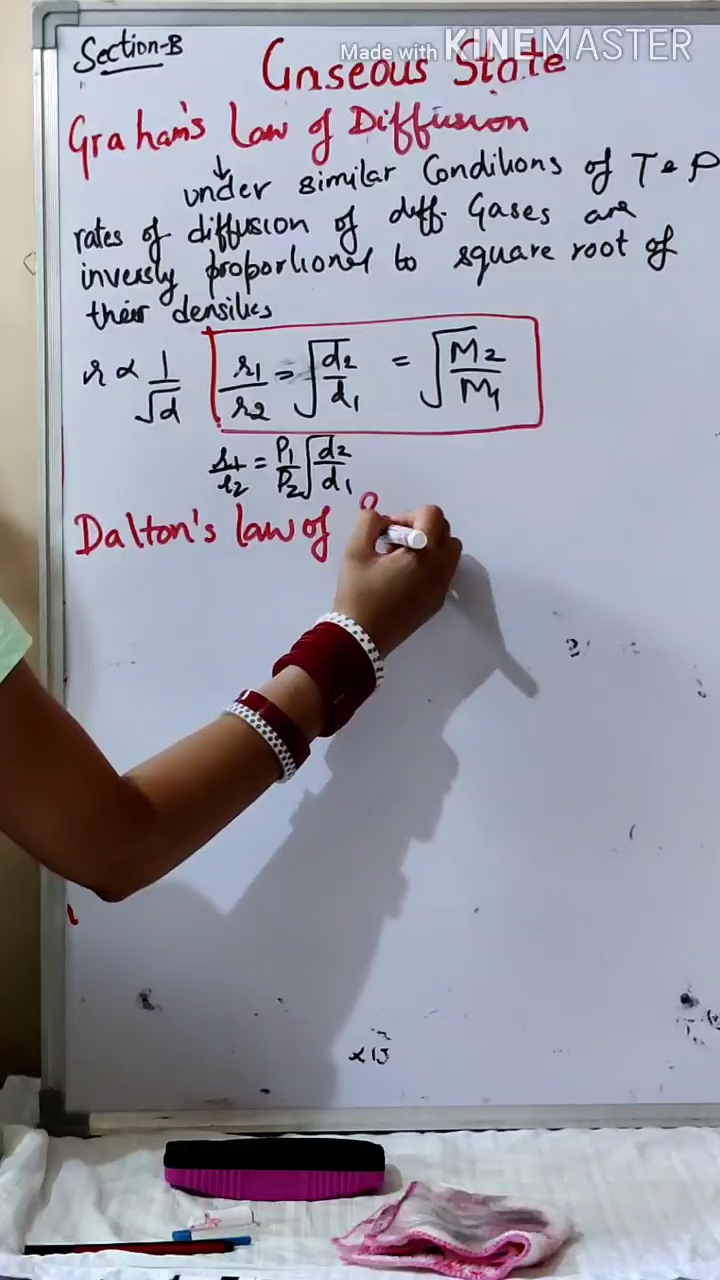 Section-B
Made with KINEMASTER
Gaseous State
Graham's Law of Diffusion
↓
under similar Conditions of T & P
rates of diffusion of diff. Gases are
inversly proportional to square root of
their densities
r ∝ 1/√d   r1/r2 = √(d2/d1) = √(M2/M1)
r1/r2 = P1/P2 √(d2/d1)
Dalton's law of
×13